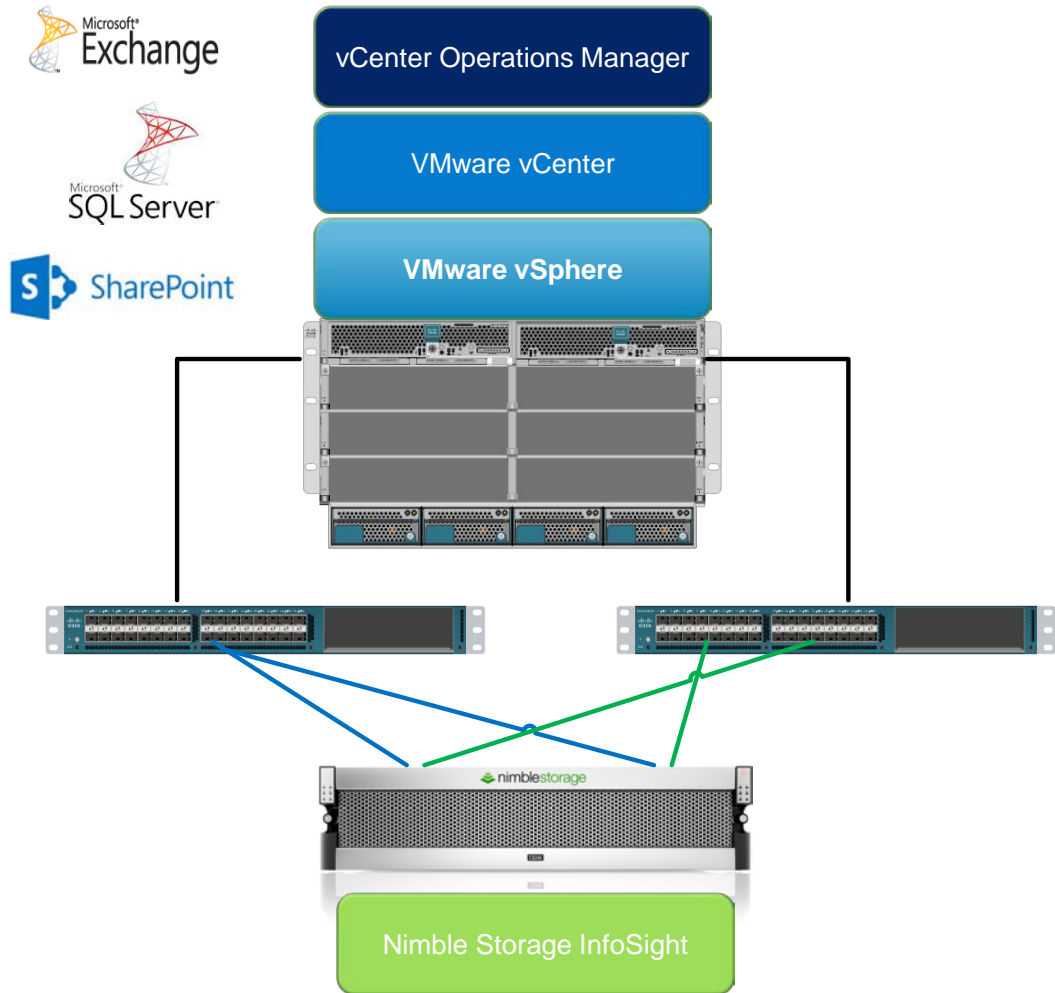 Microsoft®
Exchange
vCenter Operations Manager
Microsoft®
SQL Server
VMware vCenter
SharePoint
VMware vSphere
nimblestorage
Nimble Storage InfoSight